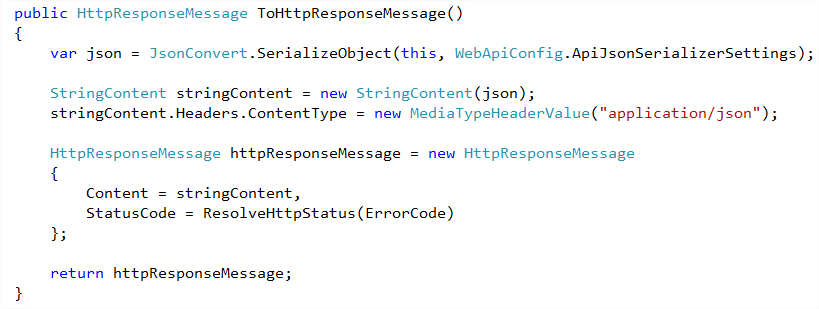 public HttpResponseMessage ToHttpResponseMessage()
{
    var json = JsonConvert.SerializeObject(this, WebApiConfig.ApiJsonSerializerSettings);
    StringContent stringContent = new StringContent(json);
    stringContent.Headers.ContentType = new MediaTypeHeaderValue("application/json");
    HttpResponseMessage httpResponseMessage = new HttpResponseMessage
    {
        Content = stringContent,
        StatusCode = ResolveHttpStatus(ErrorCode)
    };
    return httpResponseMessage;
}